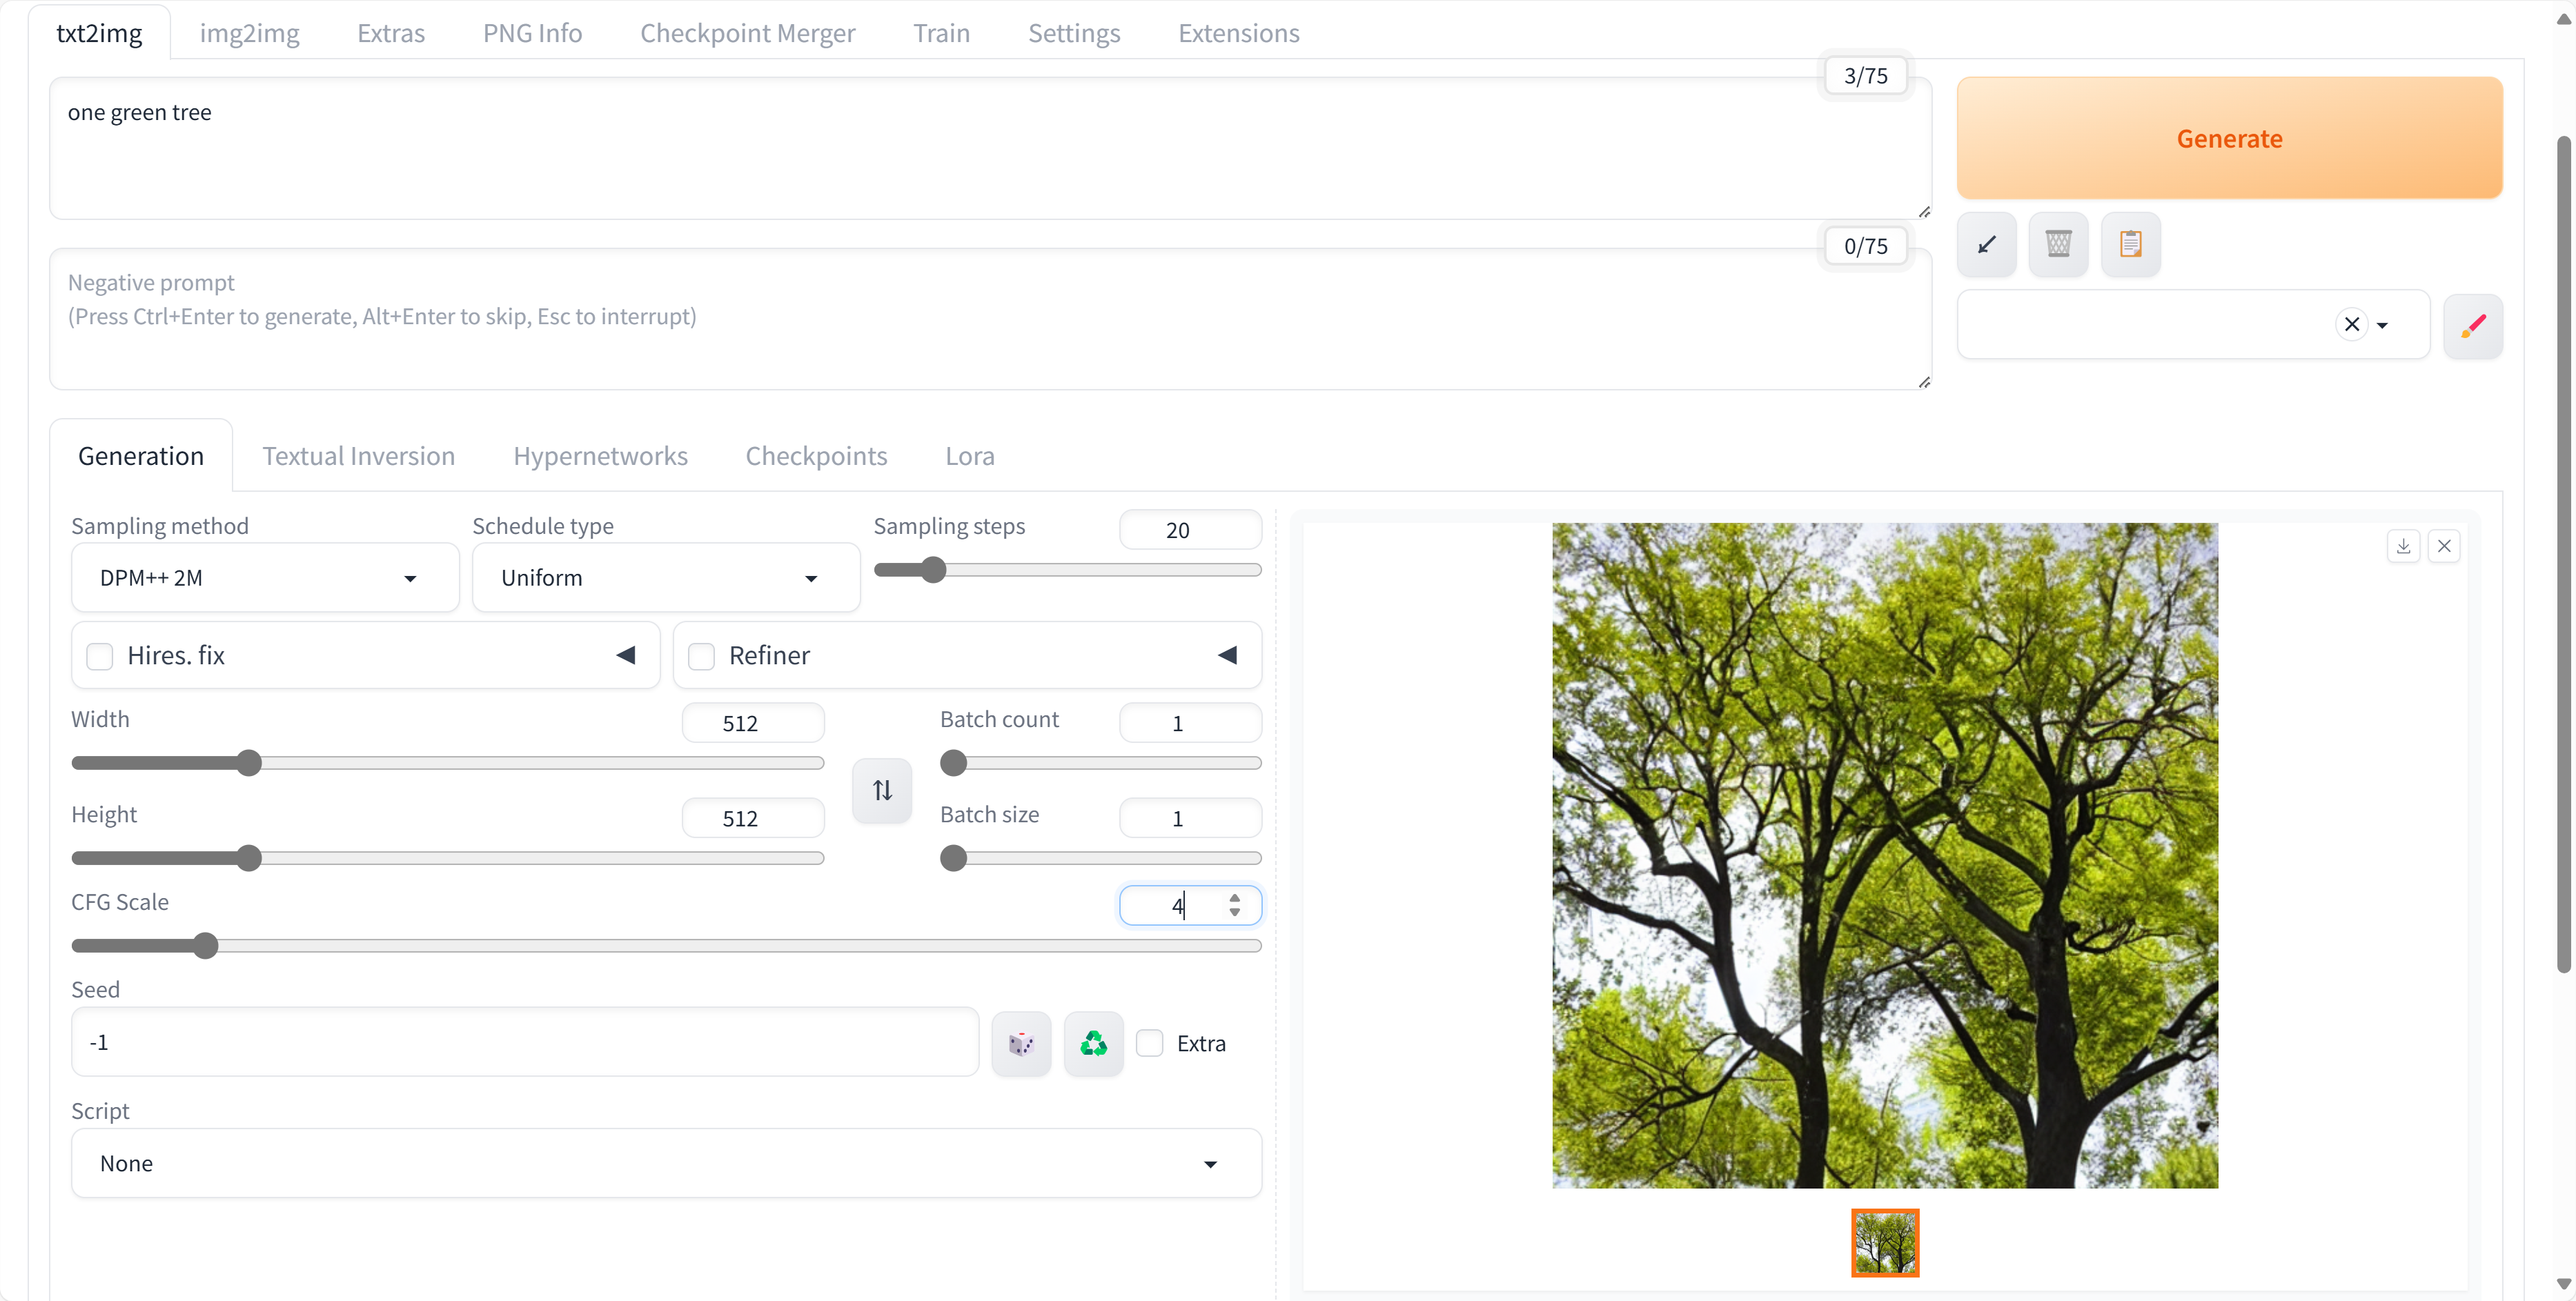 txt2img img2img Extras PNG Info Checkpoint Merger Train Settings Extensions
3/75
one green tree
Generate
0/75
Negative prompt
(Press Ctrl+Enter to generate, Alt+Enter to skip, Esc to interrupt)
Generation Textual Inversion Hypernetworks Checkpoints Lora
Sampling method Schedule type Sampling steps 20
DPM++ 2M Uniform
Hires. fix Refiner
Width 512 Batch count 1
Height 512 Batch size 1
CFG Scale 4
Seed
-1 Extra
Script
None